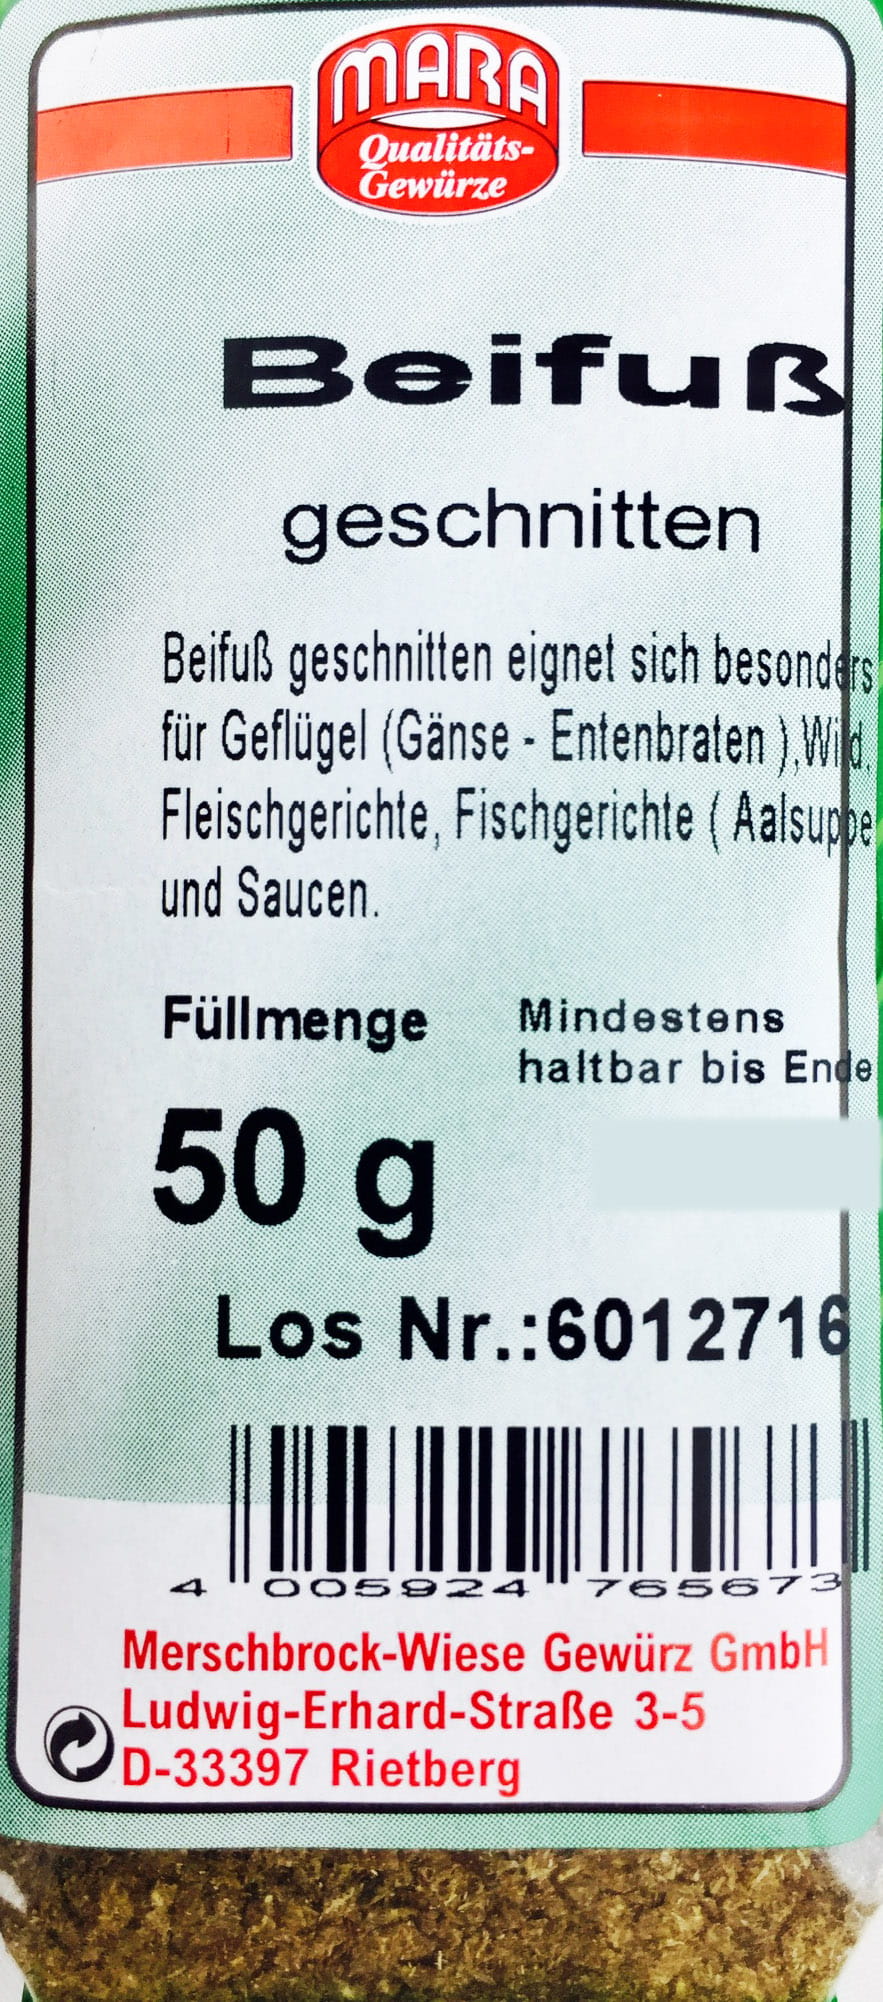 MARA
Qualitäts-
Gewürze
Beifuß
geschnitten
Beifuß geschnitten eignet sich besonders
für Geflügel (Gänse - Entenbraten ),Wild,
Fleischgerichte, Fischgerichte ( Aalsuppe
und Saucen.
Füllmenge
50 g
Mindestens
haltbar bis Ende
Los Nr.:6012716
4 005924 765673
Merschbrock-Wiese Gewürz GmbH
Ludwig-Erhard-Straße 3-5
D-33397 Rietberg